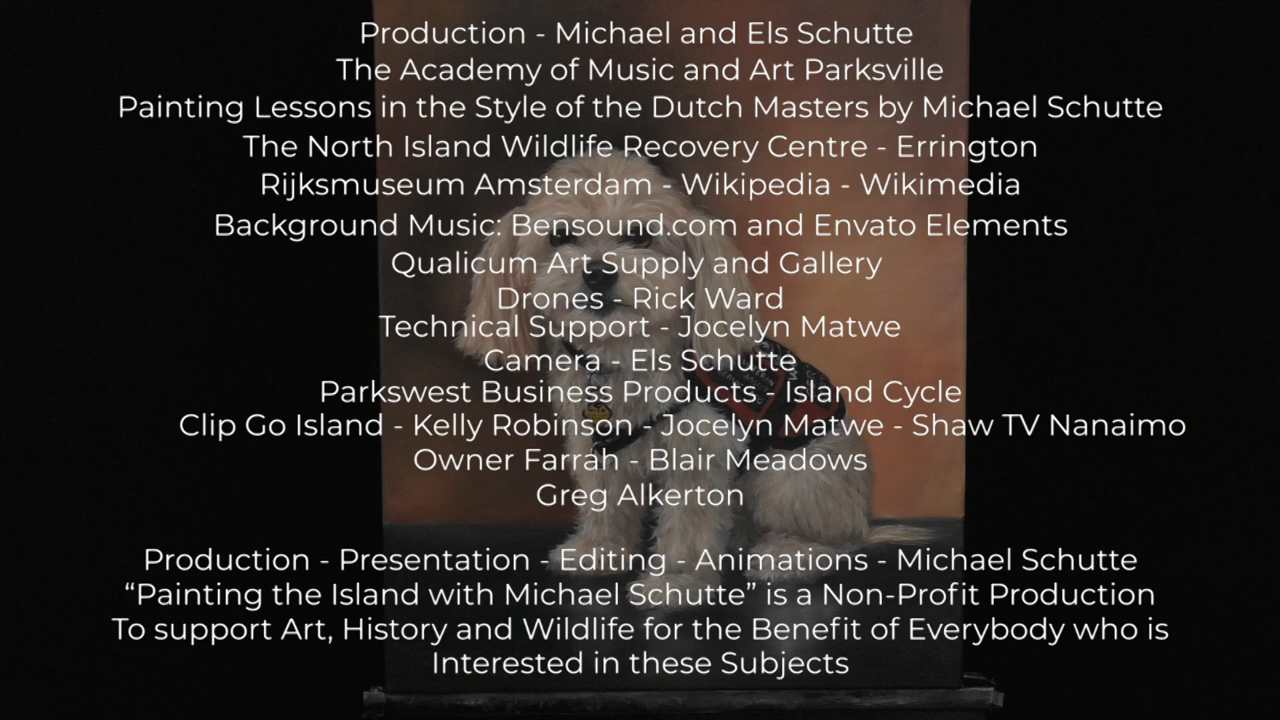 Production - Michael and Els Schutte
The Academy of Music and Art Parksville
Painting Lessons in the Style of the Dutch Masters by Michael Schutte
The North Island Wildlife Recovery Centre - Errington
Rijksmuseum Amsterdam - Wikipedia - Wikimedia
Background Music: Bensound.com and Envato Elements
Qualicum Art Supply and Gallery
Drones - Rick Ward
Technical Support - Jocelyn Matwe
Camera - Els Schutte
Parkswest Business Products - Island Cycle
Clip Go Island - Kelly Robinson - Jocelyn Matwe - Shaw TV Nanaimo
Owner Farrah - Blair Meadows
Greg Alkerton
Production - Presentation - Editing - Animations - Michael Schutte
“Painting the Island with Michael Schutte” is a Non-Profit Production
To support Art, History and Wildlife for the Benefit of Everybody who is
Interested in these Subjects